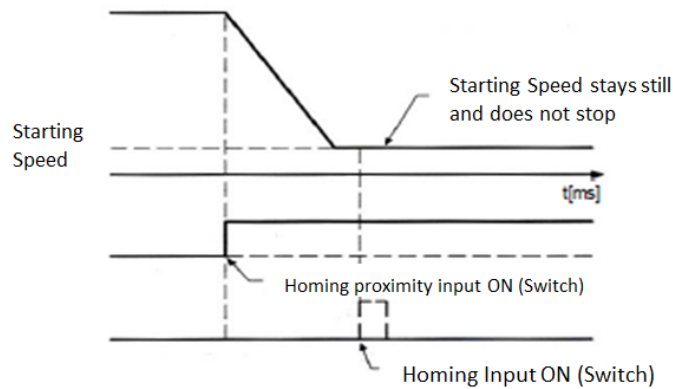 Starting Speed stays still
and does not stop
Starting
Speed
t[ms]
Homing proximity input ON (Switch)
Homing Input ON (Switch)